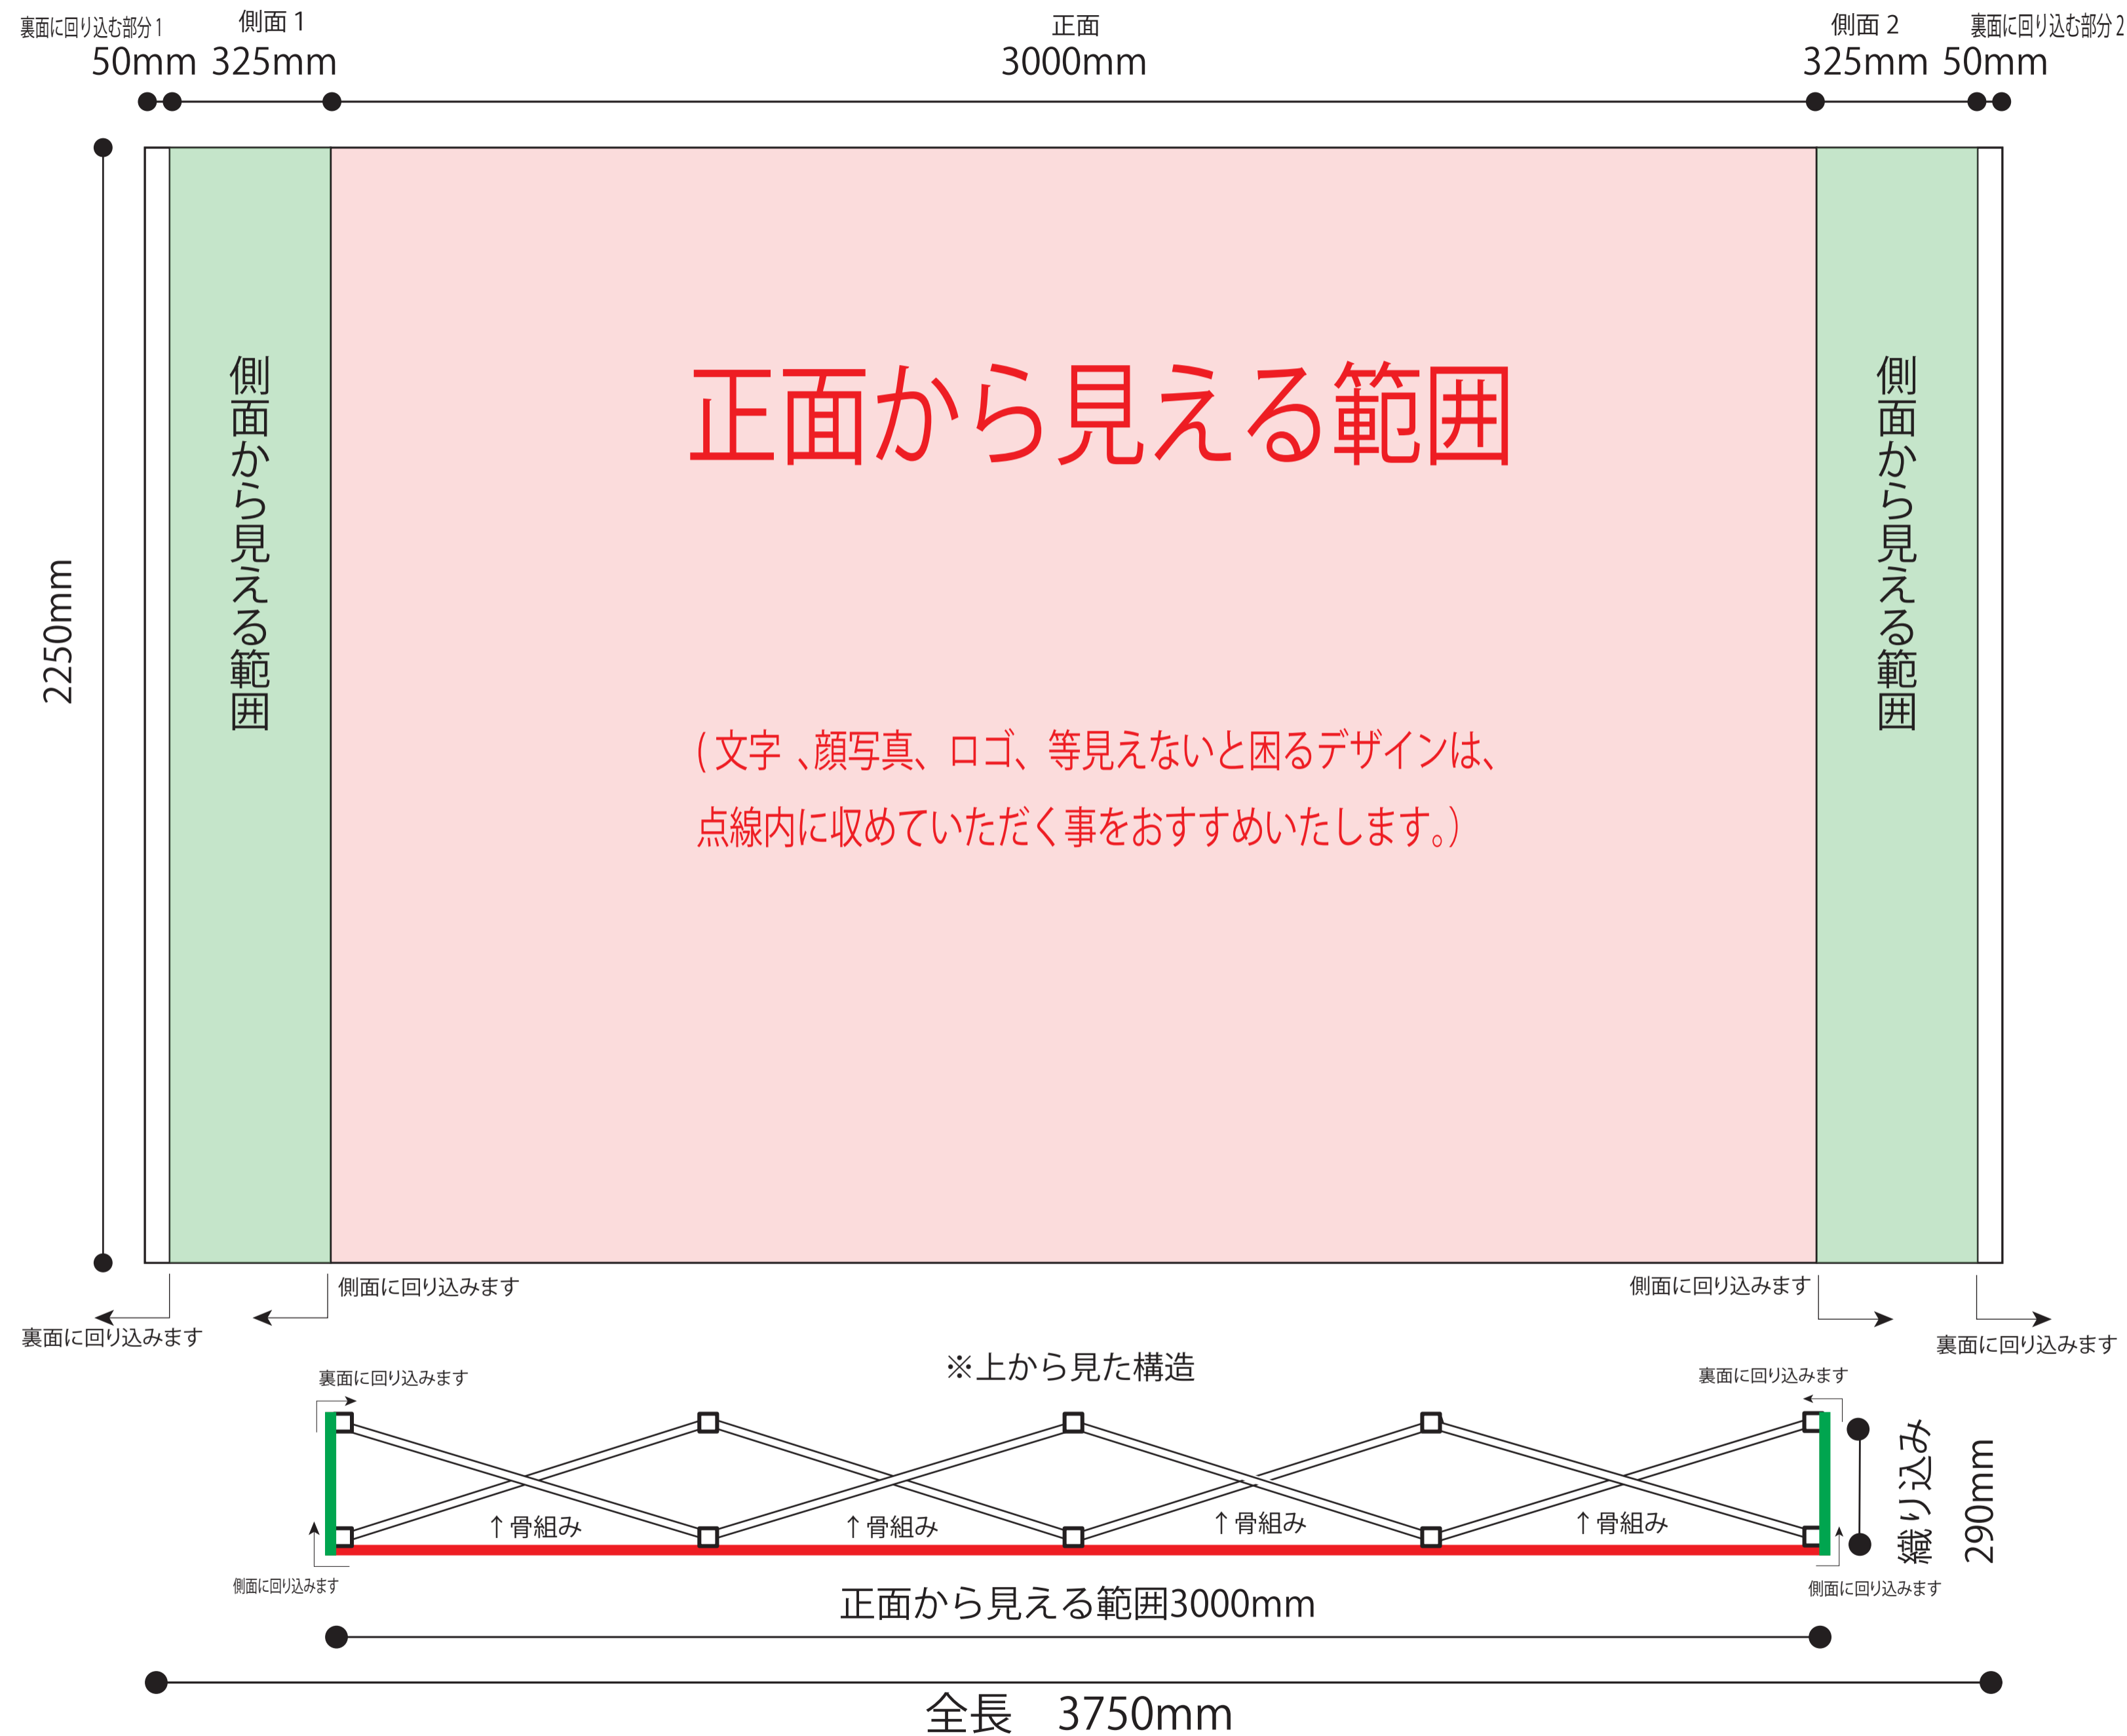 裏面に回り込む部分 1
側面 1
正面
側面 2
裏面に回り込む部分 2
50mm
325mm
3000mm
325mm
50mm
2250mm
側面から見える範囲
正面から見える範囲
(文字 、顔写真、ロゴ、等見えないと困るデザインは、
点線内に収めていただく事をおすすめいたします。)
側面から見える範囲
側面に回り込みます
側面に回り込みます
裏面に回り込みます
裏面に回り込みます
※上から見た構造
裏面に回り込みます
裏面に回り込みます
↑骨組み
↑骨組み
↑骨組み
↑骨組み
織り込み
290mm
側面に回り込みます
側面に回り込みます
正面から見える範囲3000mm
全長 3750mm